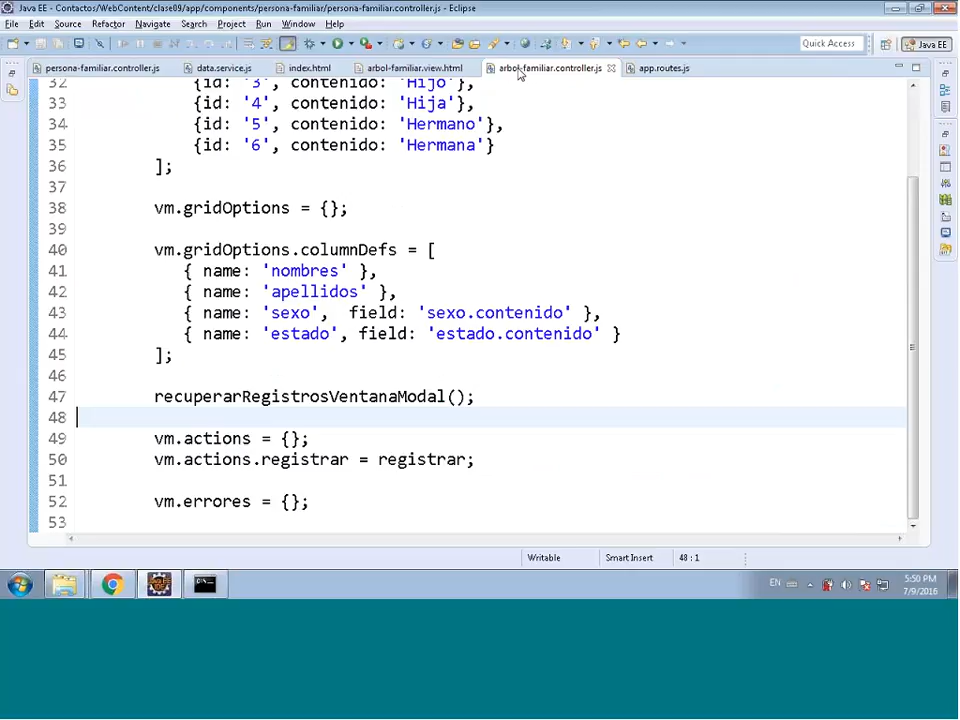 Java EE - Contactos/WebContent/clase09/app/components/persona-familiar/persona-familiar.controller.js - Eclipse
File Edit Source Refactor Navigate Search Project Run Window Help
Quick Access Java EE
persona-familiar.controller.js data.service.js index.html arbol-familiar.view.html arbol-familiar.controller.js app.routes.js
32 {id: '3', contenido: 'Hijo'},
33 {id: '4', contenido: 'Hija'},
34 {id: '5', contenido: 'Hermano'},
35 {id: '6', contenido: 'Hermana'}
36 ];
37
38 vm.gridOptions = {};
39
40 vm.gridOptions.columnDefs = [
41 { name: 'nombres' },
42 { name: 'apellidos' },
43 { name: 'sexo', field: 'sexo.contenido' },
44 { name: 'estado', field: 'estado.contenido' }
45 ];
46
47 recuperarRegistrosVentanaModal();
48
49 vm.actions = {};
50 vm.actions.registrar = registrar;
51
52 vm.errores = {};
53
Writable Smart Insert 48 : 1
EN 5:50 PM
7/9/2016